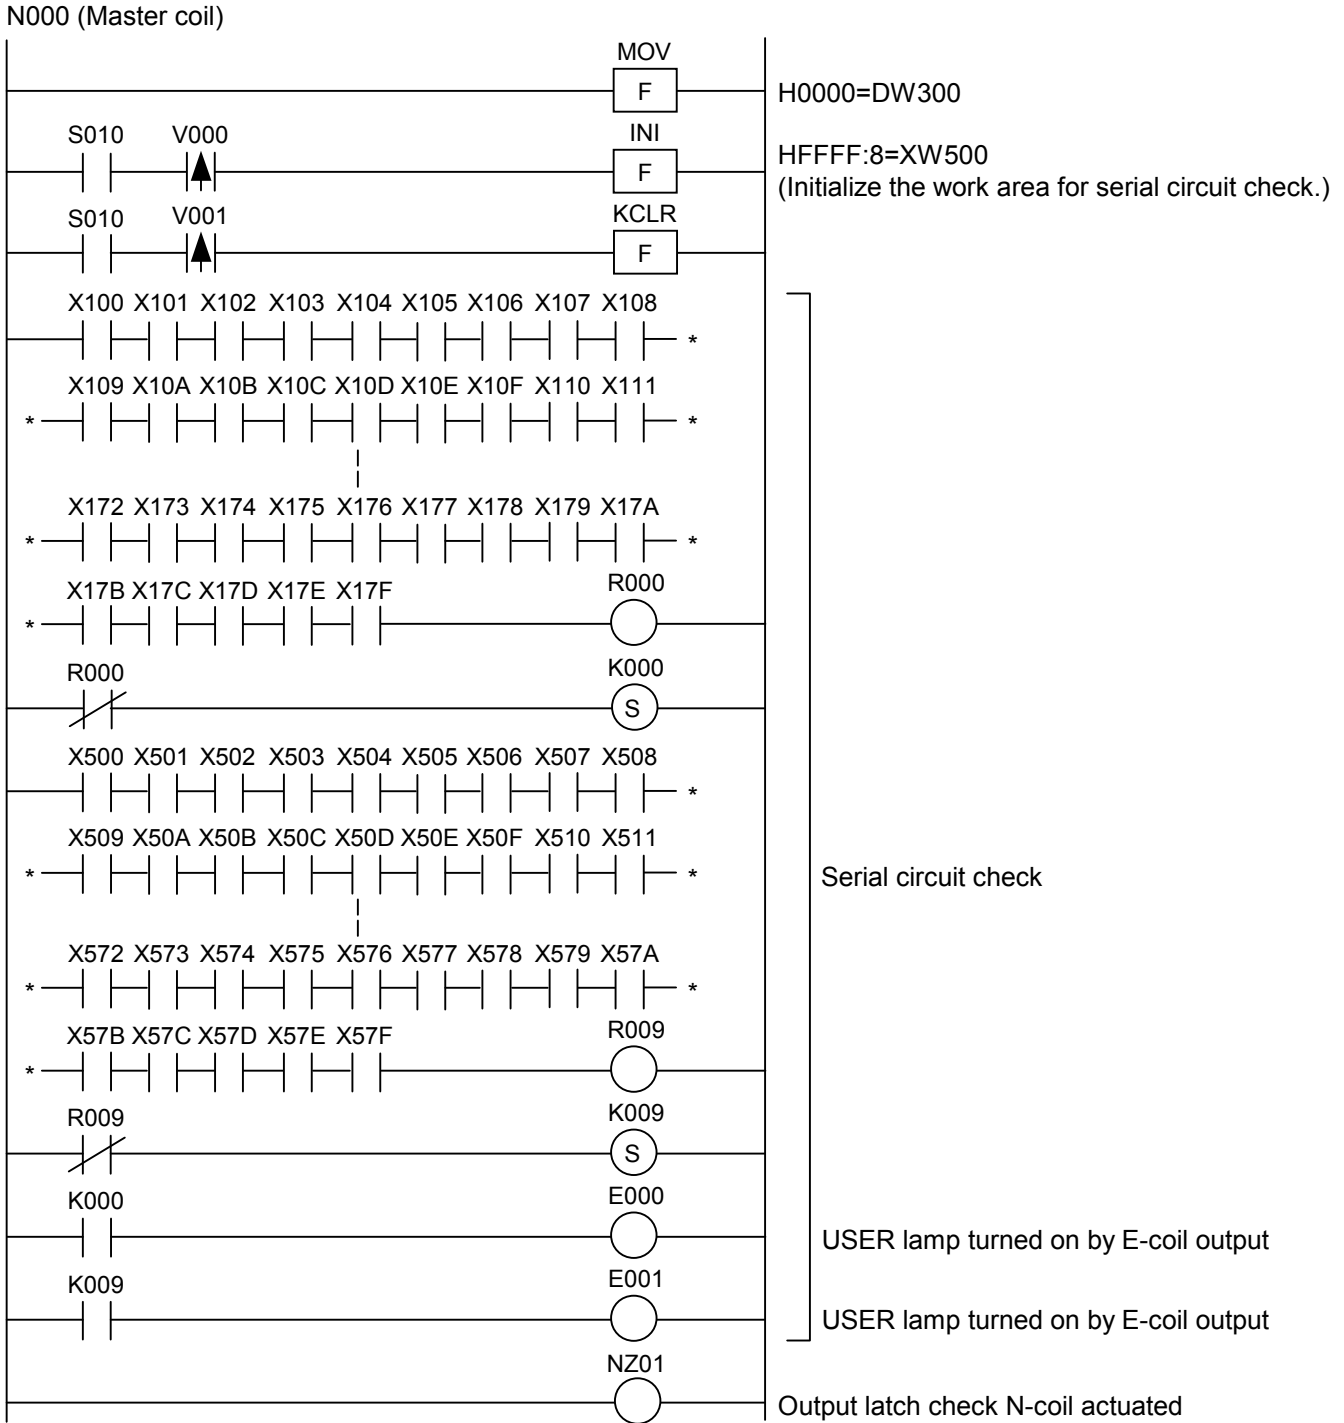 N000 (Master coil)
MOV
F
H0000=DW300
S010 V000 INI
F
HFFFF:8=XW500
(Initialize the work area for serial circuit check.)
S010 V001 KCLR
F
X100 X101 X102 X103 X104 X105 X106 X107 X108
*
X109 X10A X10B X10C X10D X10E X10F X110 X111
* *
X172 X173 X174 X175 X176 X177 X178 X179 X17A
* *
X17B X17C X17D X17E X17F R000
*
R000 K000
S
X500 X501 X502 X503 X504 X505 X506 X507 X508
*
X509 X50A X50B X50C X50D X50E X50F X510 X511
* *
Serial circuit check
X572 X573 X574 X575 X576 X577 X578 X579 X57A
* *
X57B X57C X57D X57E X57F R009
*
R009 K009
S
K000 E000
USER lamp turned on by E-coil output
K009 E001
USER lamp turned on by E-coil output
NZ01
Output latch check N-coil actuated